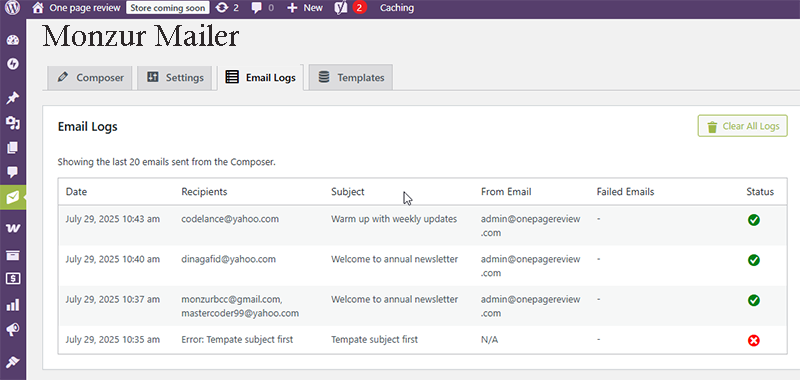 One page review Store coming soon 2 0 + New 2 Caching
Monzur Mailer
Composer Settings Email Logs Templates
Email Logs
Clear All Logs
Showing the last 20 emails sent from the Composer.
Date Recipients Subject From Email Failed Emails Status
July 29, 2025 10:43 am codelance@yahoo.com Warm up with weekly updates admin@onepagereview -
.com
July 29, 2025 10:40 am dinagafid@yahoo.com Welcome to annual newsletter admin@onepagereview -
.com
July 29, 2025 10:37 am monzurbcc@gmail.com, Welcome to annual newsletter admin@onepagereview -
mastercoder99@yahoo.com .com
July 29, 2025 10:35 am Error: Tempate subject first Tempate subject first N/A -